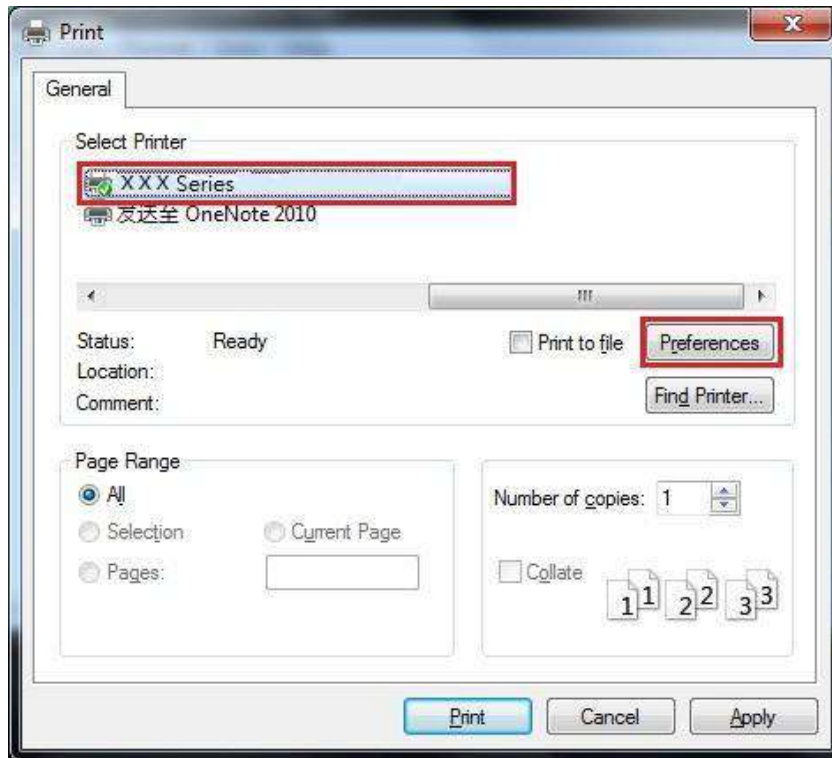 Print
General
Select Printer
XXX Series
发送至 OneNote 2010
Status: Ready
Print to file
Preferences
Location:
Comment:
Find Printer...
Page Range
All
Selection
Current Page
Pages:
Number of copies: 1
Collate
1 1 2 2 3 3
Print
Cancel
Apply